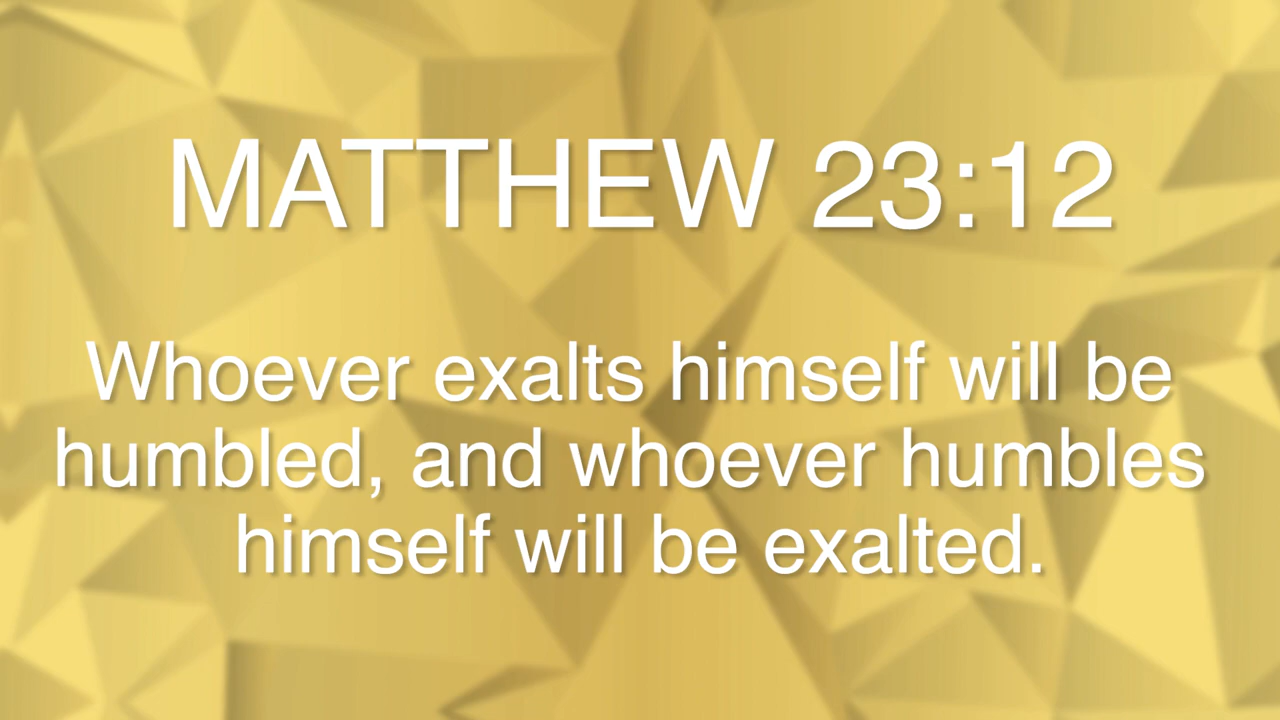 MATTHEW 23:12
Whoever exalts himself will be
humbled, and whoever humbles
himself will be exalted.